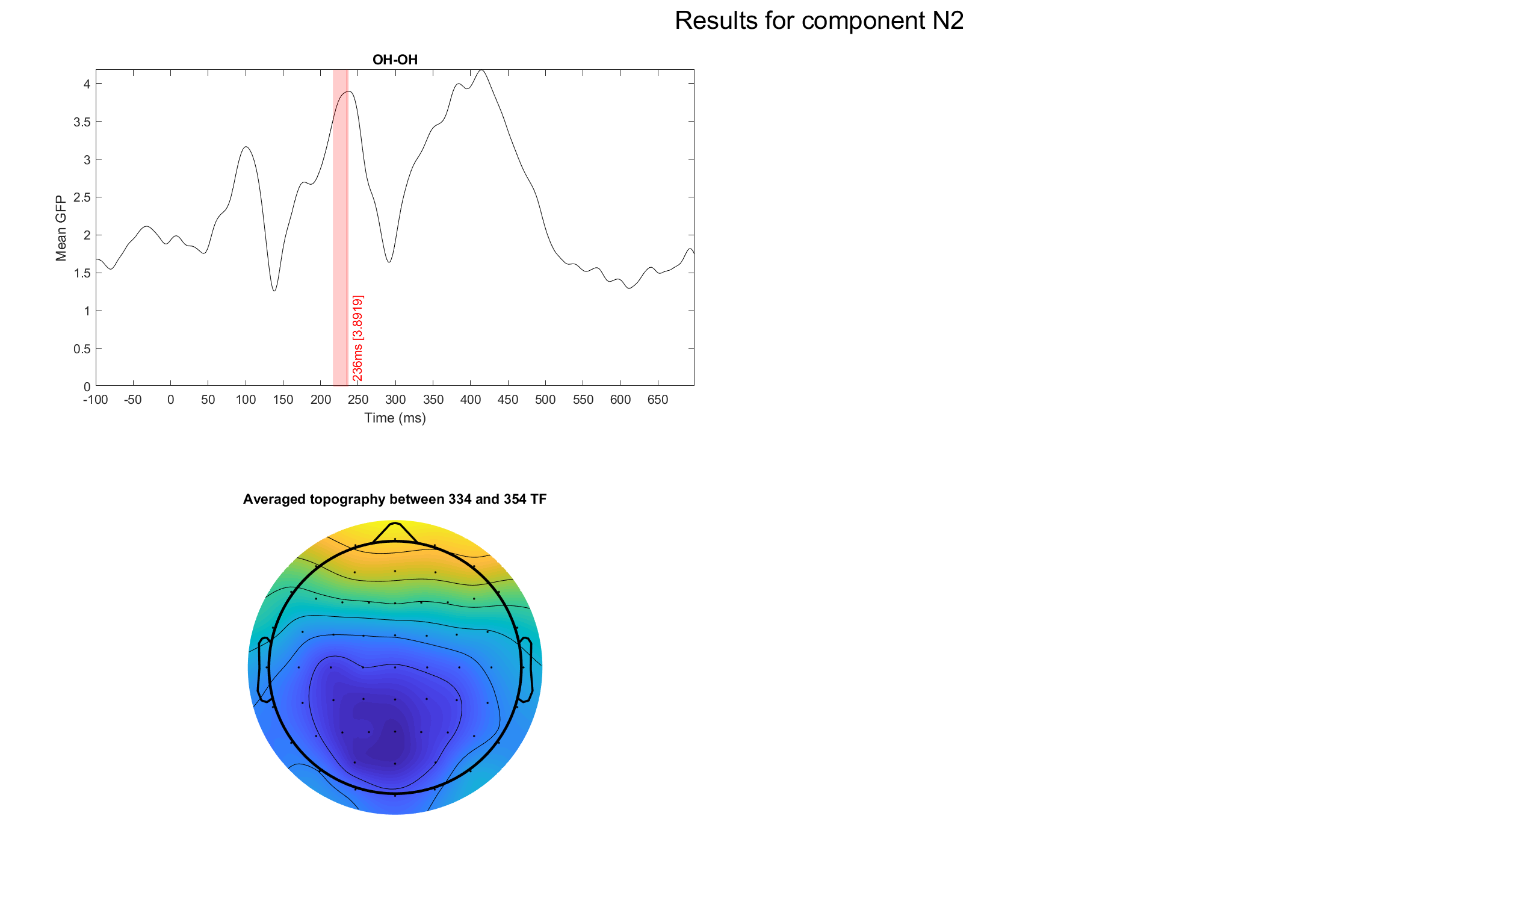 Results for component N2
OH-OH
4
3.5
3
2.5
2
1.5
1
0.5
0
Mean GFP
236ms [3.8919]
-100 -50 0 50 100 150 200 250 300 350 400 450 500 550 600 650
Time (ms)
Averaged topography between 334 and 354 TF